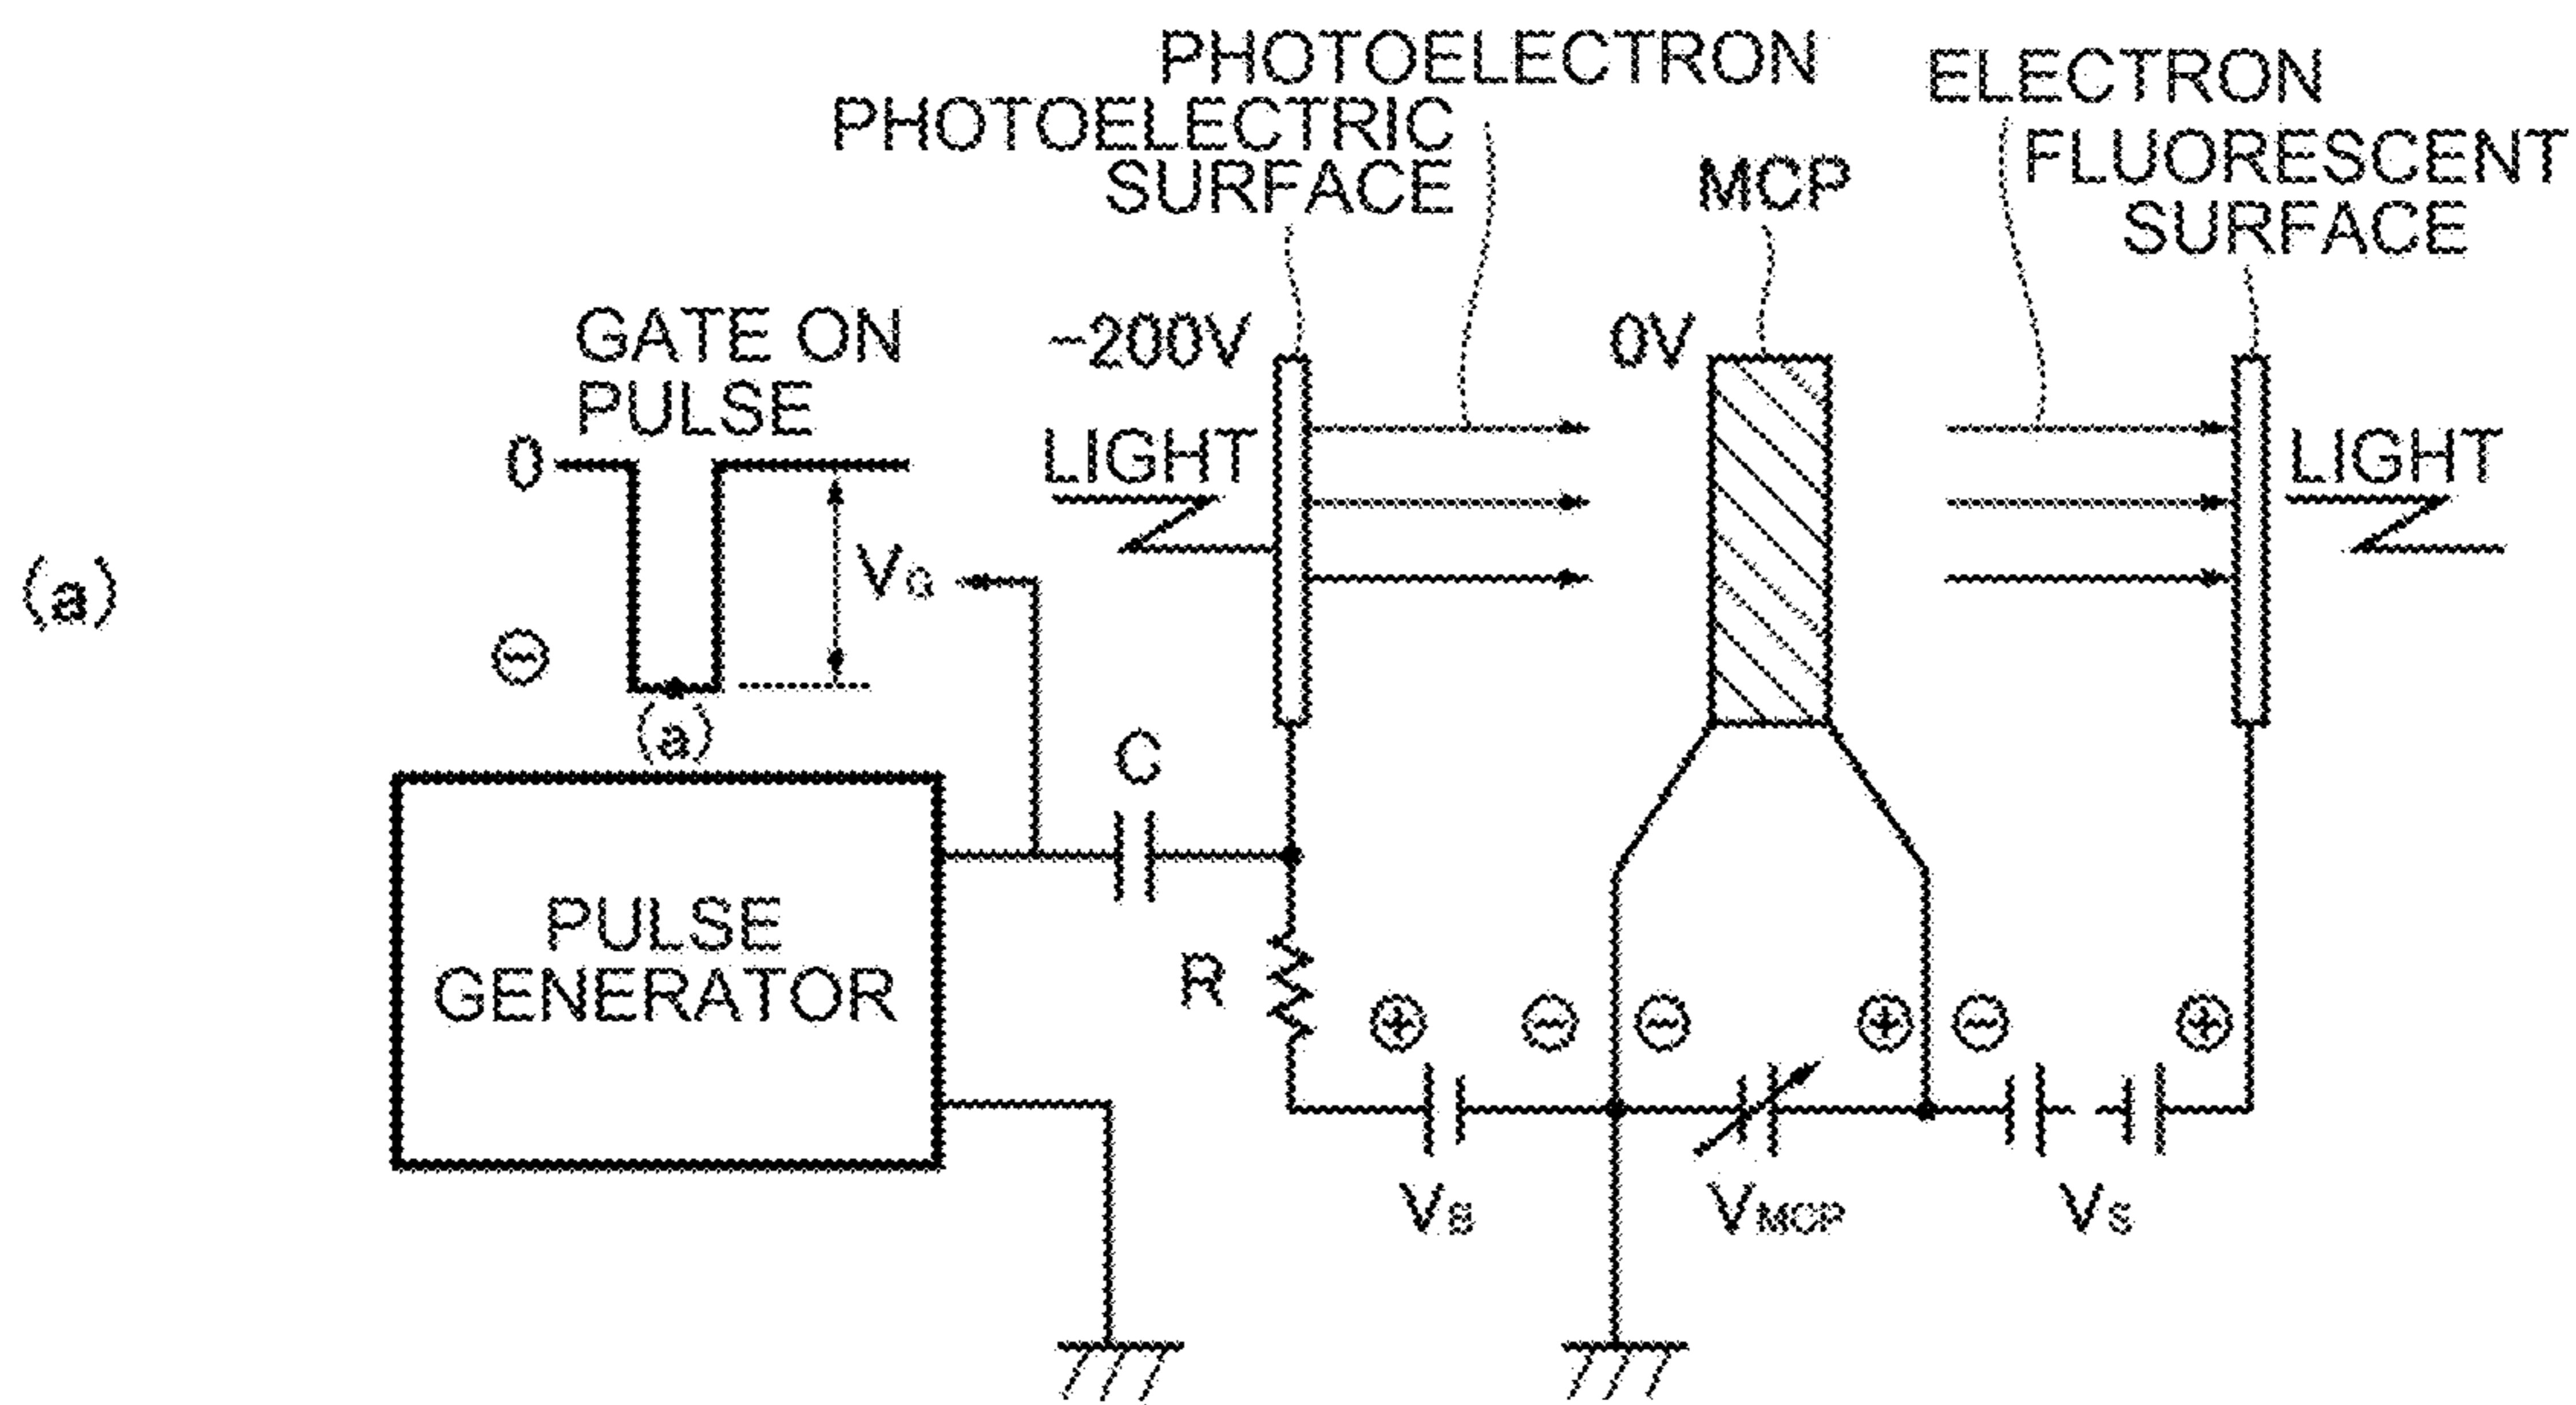 PHOTOELECTRON
PHOTOELECTRIC
SURFACE
ELECTRON
FLUORESCENT
SURFACE
MCP
GATE ON
PULSE
-200V
0V
0
LIGHT
LIGHT
VG
(a)
⊖
(a)
C
PULSE
GENERATOR
R
⊕ ⊖ ⊖ ⊕ ⊖ ⊕
VB
VMCP
VS